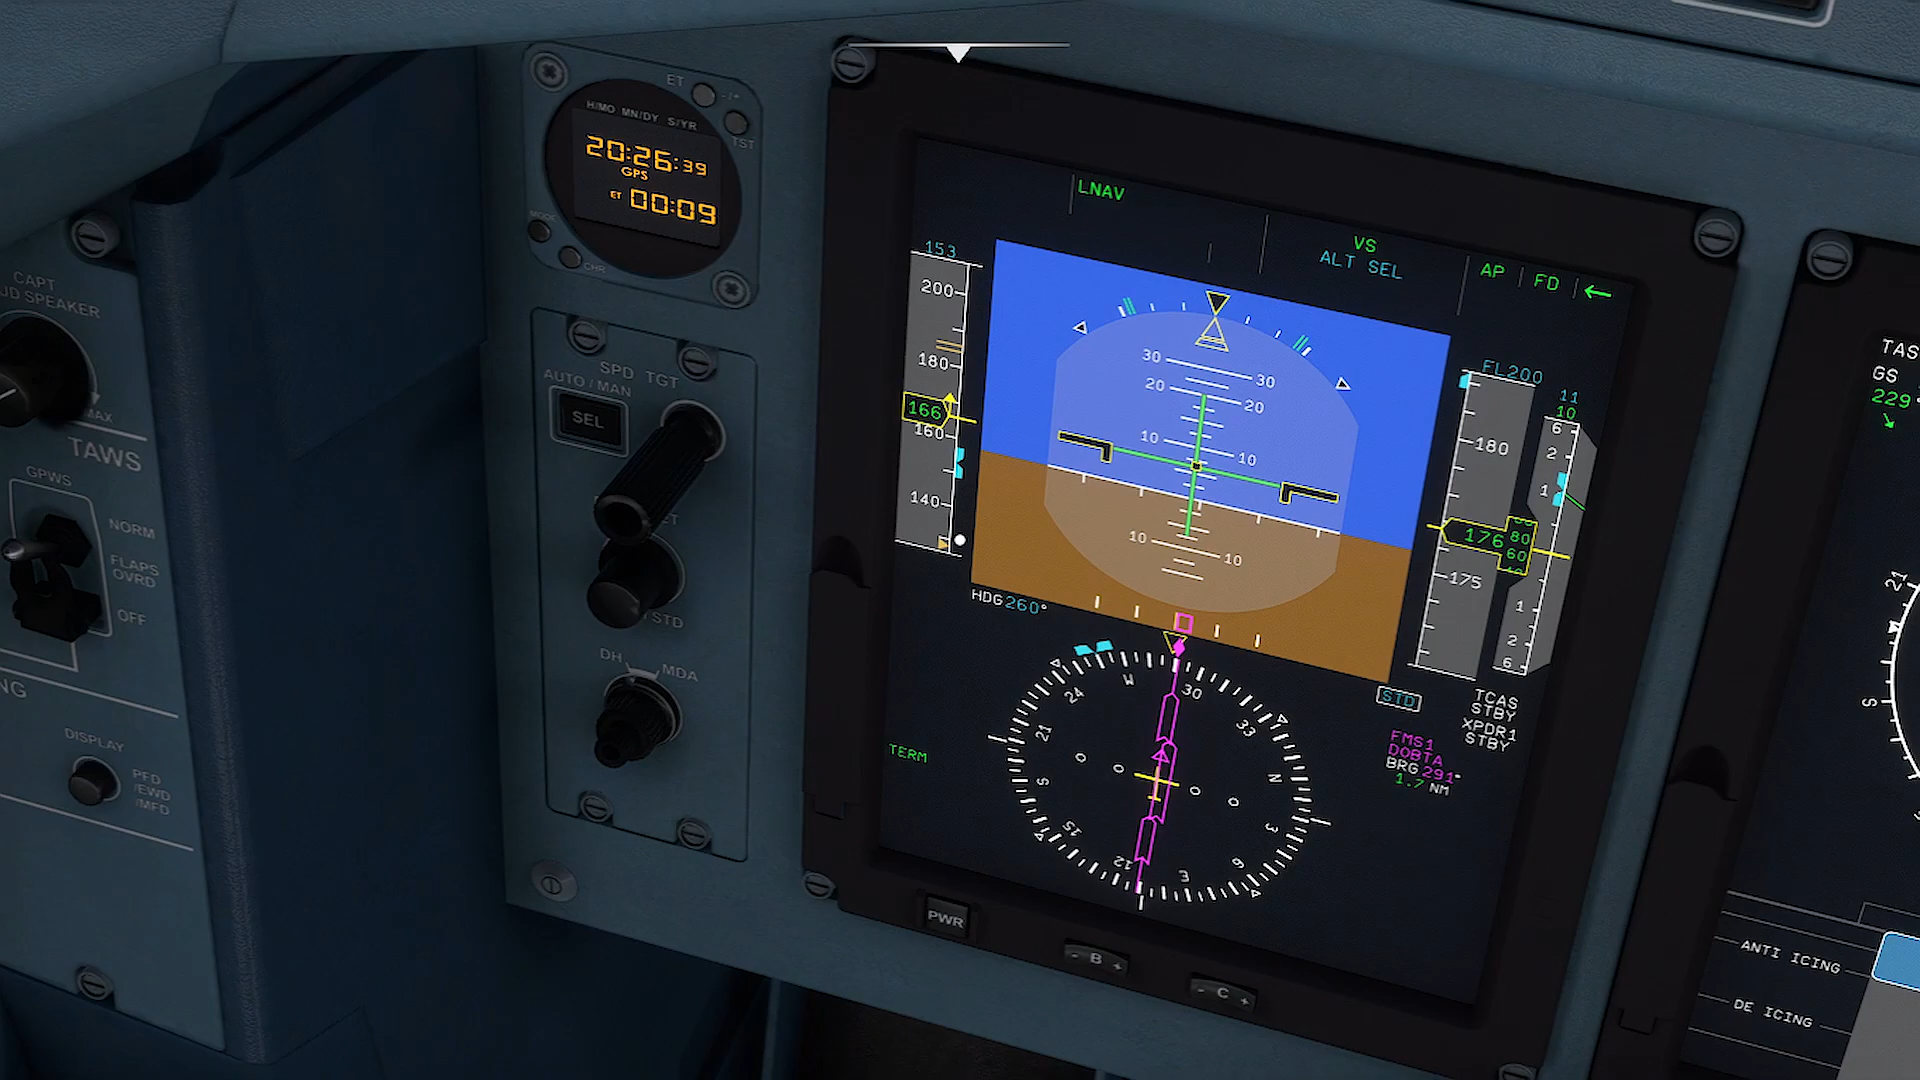 ET
-/+
H/MO MN/DY S/YR
TST
20:26:39
GPS
ET 00:09
MODE
CHR
CAPT
UD SPEAKER
MAX
TAWS
GPWS
NORM
FLAPS
OVRD
OFF
NG
DISPLAY
PFD
/EWD
/MFD
SPD TGT
AUTO / MAN
SEL
STD
DH
MDA
LNAV
VS
ALT SEL
AP
FD
153
200
180
166
160
140
30 30
20 20
10 10
10 10
FL200
180
176
80
60
175
11
10
6
2
1
1
2
6
HDG 260°
STD
TCAS
STBY
XPDR1
STBY
FMS1
DOBTA
BRG 291°
1.7 NM
TERM
W
30
33
N
3
6
E
12
15
S
21
24
PWR
- B +
- C +
TAS
GS
229°
21
S
ANTI ICING
DE ICING